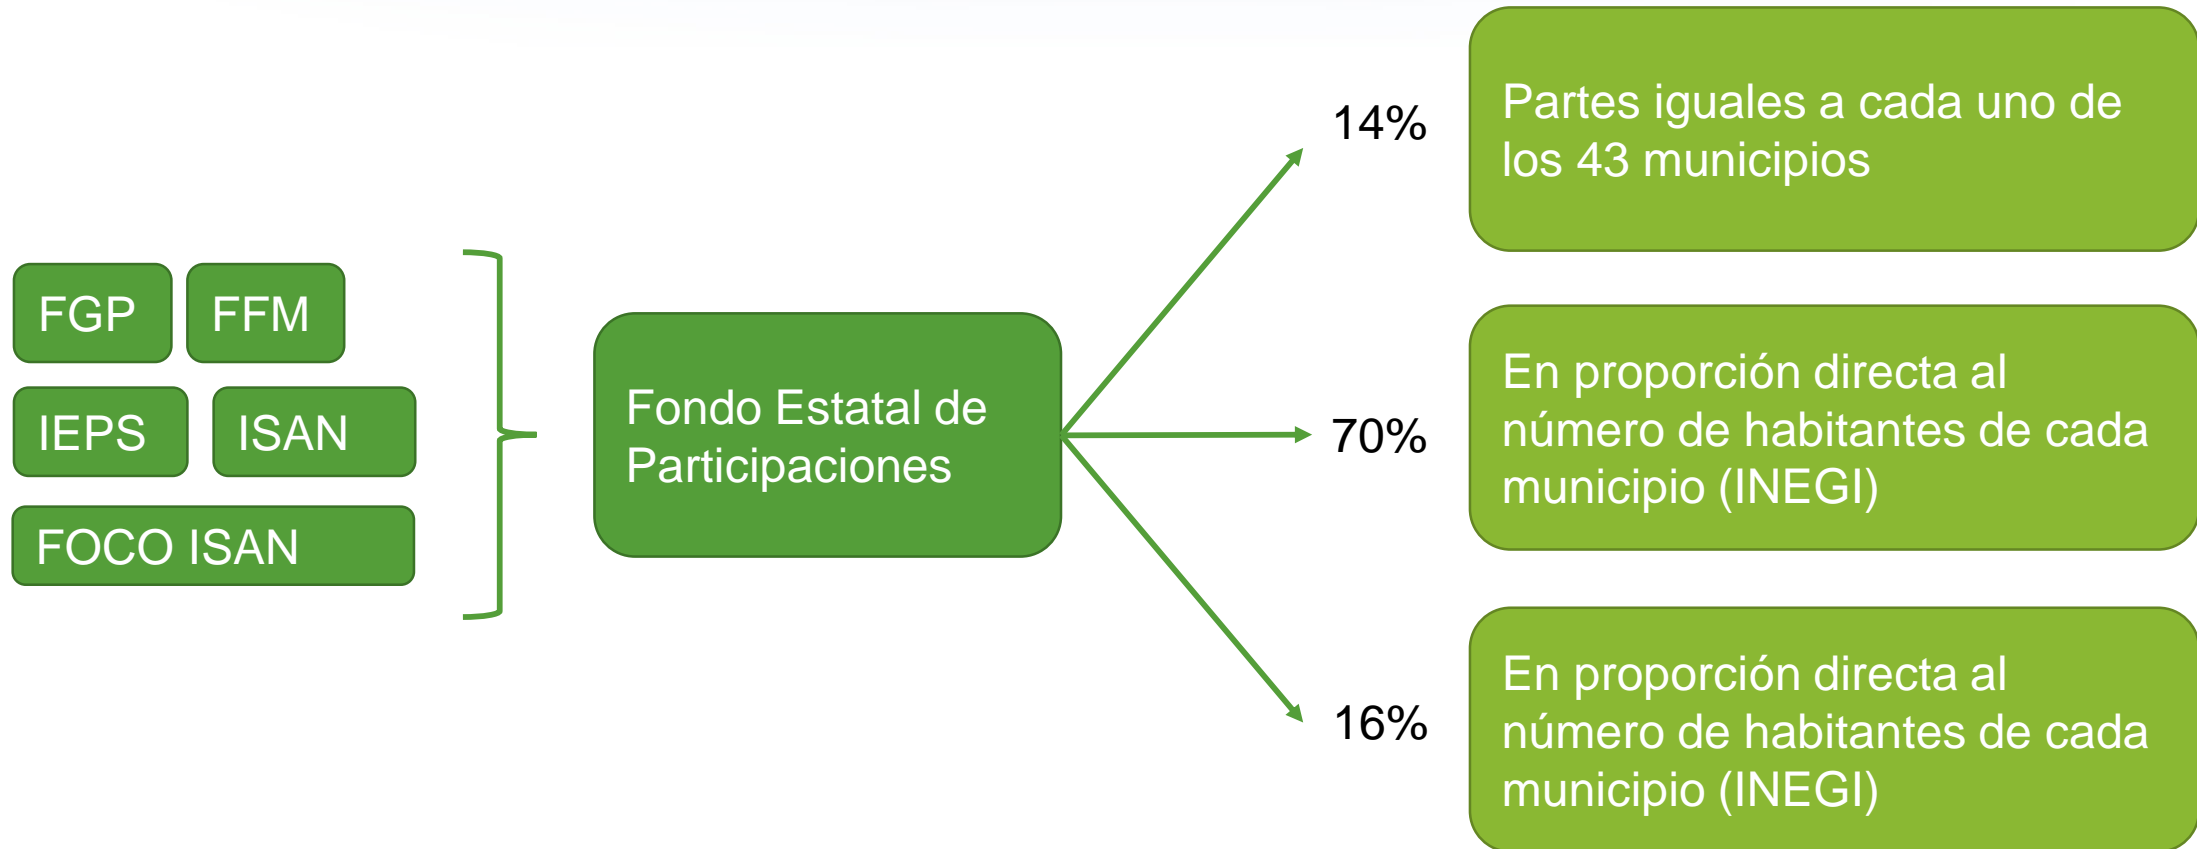 FGP
FFM
IEPS
ISAN
FOCO ISAN
Fondo Estatal de
Participaciones
14%
Partes iguales a cada uno de
los 43 municipios
70%
En proporción directa al
número de habitantes de cada
municipio (INEGI)
16%
En proporción directa al
número de habitantes de cada
municipio (INEGI)